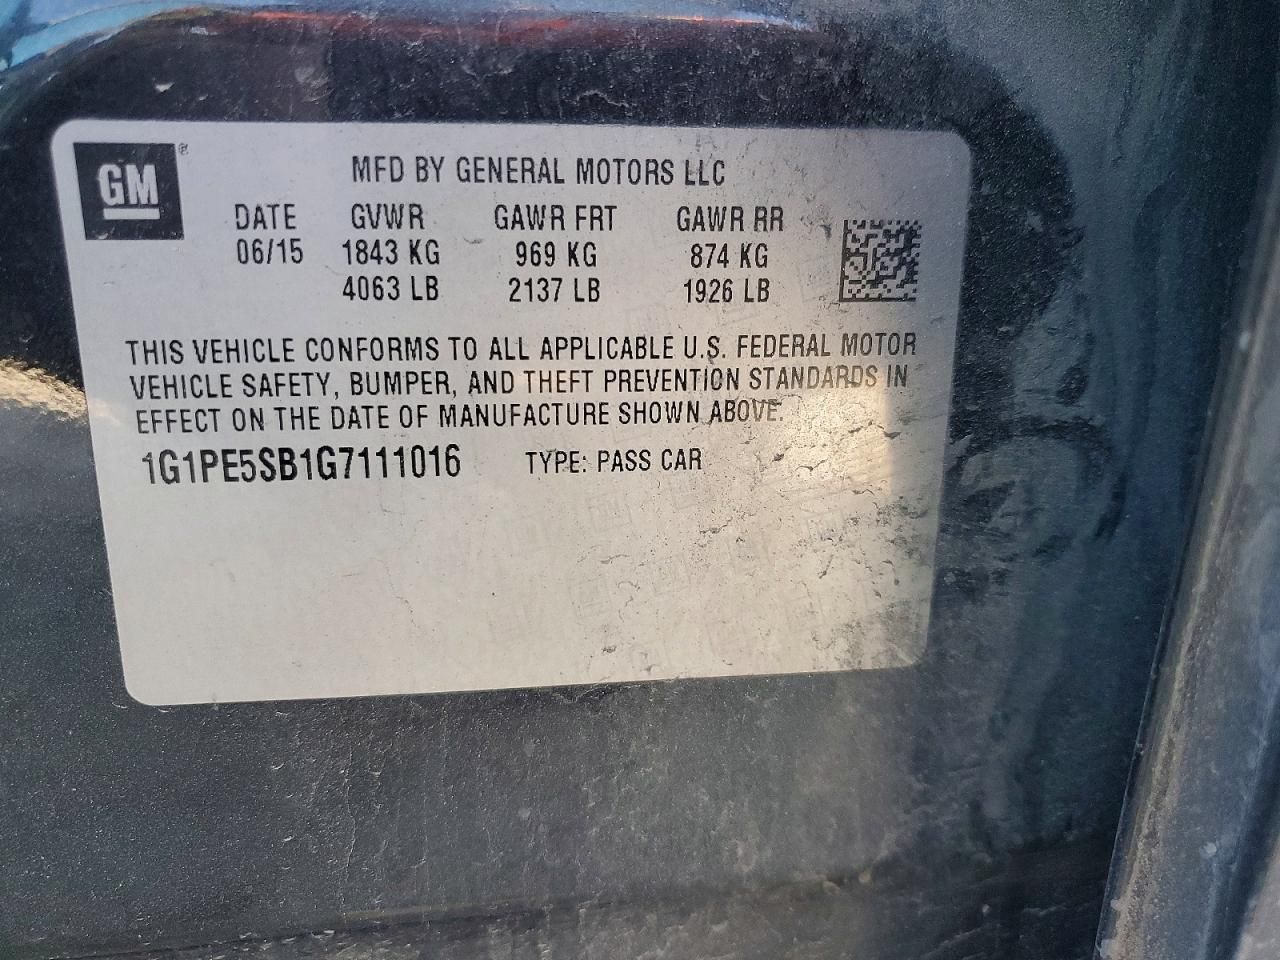 GM ®
MFD BY GENERAL MOTORS LLC
DATE GVWR GAWR FRT GAWR RR
06/15 1843 KG 969 KG 874 KG
4063 LB 2137 LB 1926 LB
THIS VEHICLE CONFORMS TO ALL APPLICABLE U.S. FEDERAL MOTOR
VEHICLE SAFETY, BUMPER, AND THEFT PREVENTION STANDARDS IN
EFFECT ON THE DATE OF MANUFACTURE SHOWN ABOVE.
1G1PE5SB1G7111016 TYPE: PASS CAR